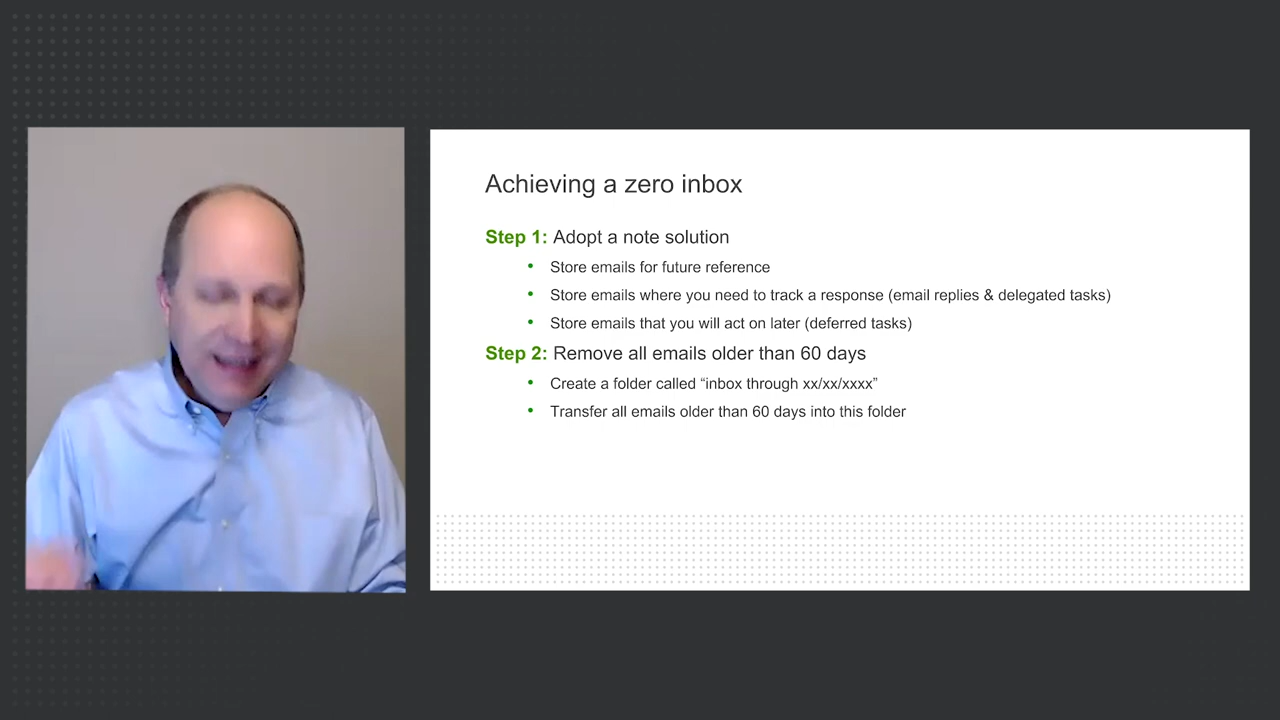 Achieving a zero inbox
Step 1: Adopt a note solution
• Store emails for future reference
• Store emails where you need to track a response (email replies & delegated tasks)
• Store emails that you will act on later (deferred tasks)
Step 2: Remove all emails older than 60 days
• Create a folder called “inbox through xx/xx/xxxx”
• Transfer all emails older than 60 days into this folder